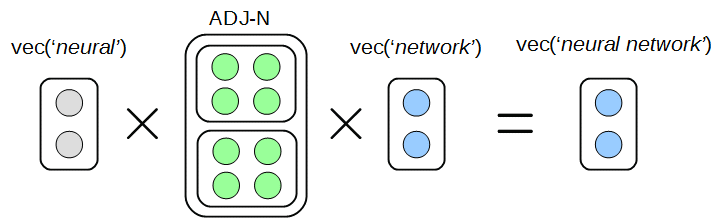 ADJ-N
vec(‘neural’)
vec(‘network’)
vec(‘neural network’)
× × =